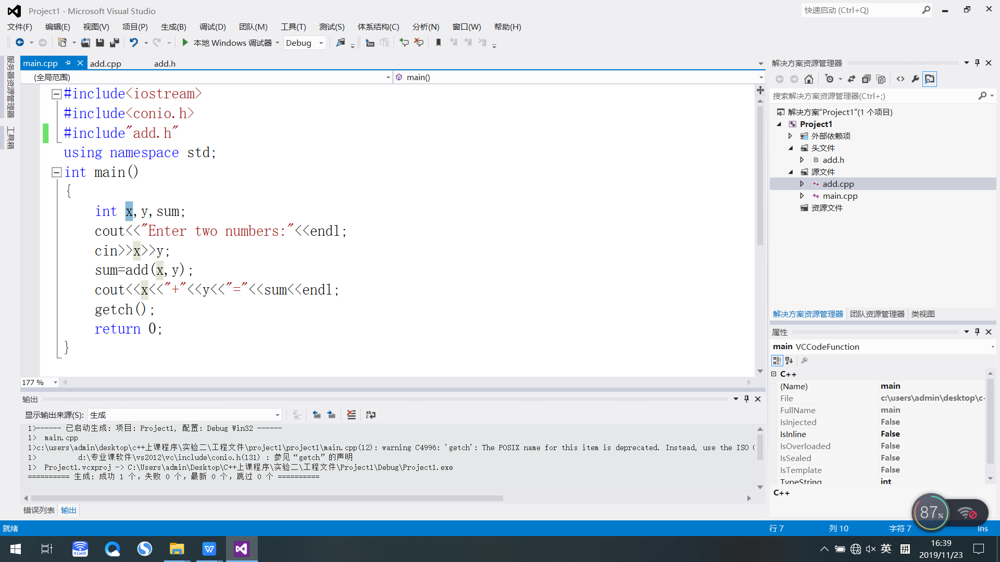 Project1 - Microsoft Visual Studio
快速启动 (Ctrl+Q)
文件(F) 编辑(E) 视图(V) 项目(P) 生成(B) 调试(D) 团队(M) 工具(T) 测试(S) 体系结构(C) 分析(N) 窗口(W) 帮助(H)
本地 Windows 调试器 Debug
服务器资源管理器
工具箱
main.cpp add.cpp add.h
(全局范围) main()
#include<iostream>
#include<conio.h>
#include"add.h"
using namespace std;
int main()
{
int x,y,sum;
cout<<"Enter two numbers:"<<endl;
cin>>x>>y;
sum=add(x,y);
cout<<x<<"+"<<y<<"="<<sum<<endl;
getch();
return 0;
}
177 %
输出
显示输出来源(S): 生成
1>------ 已启动生成: 项目: Project1, 配置: Debug Win32 ------
1> main.cpp
1>c:\users\admin\desktop\c++上课程序\实验二\工程文件\project1\project1\main.cpp(12): warning C4996: 'getch': The POSIX name for this item is deprecated. Instead, use the ISO
1> d:\专业课软件\vs2012\vc\include\conio.h(131) : 参见“getch”的声明
1> Project1.vcxproj -> C:\Users\admin\Desktop\C++上课程序\实验二\工程文件\Project1\Debug\Project1.exe
========== 生成: 成功 1 个，失败 0 个，最新 0 个，跳过 0 个 ==========
错误列表 输出
解决方案资源管理器
搜索解决方案资源管理器(Ctrl+;)
解决方案"Project1"(1 个项目)
Project1
外部依赖项
头文件
add.h
源文件
add.cpp
main.cpp
资源文件
解决方案资源管理器 团队资源管理器 类视图
属性
main VCCodeFunction
C++
(Name) main
File c:\users\admin\desktop\c-
FullName main
IsInjected False
IsInline False
IsOverloaded False
IsSealed False
IsTemplate False
TypeString int
C++
87%
就绪 行 7 列 10 字符 7 Ins
91wifi
英 拼
16:39
2019/11/23